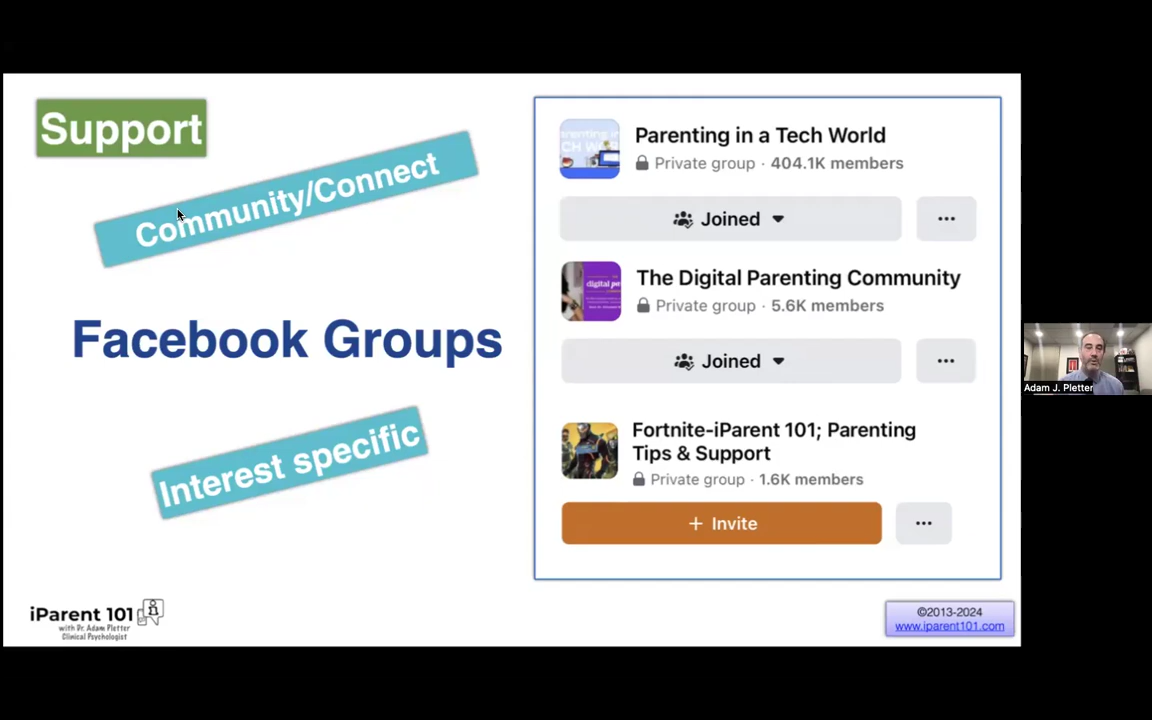 Support
Community/Connect
Facebook Groups
Interest specific
Parenting in a Tech World
Private group · 404.1K members
Joined
The Digital Parenting Community
Private group · 5.6K members
Joined
Fortnite-iParent 101; Parenting
Tips & Support
Private group · 1.6K members
+ Invite
iParent 101
with Dr. Adam Pletter
Clinical Psychologist
©2013-2024
www.iparent101.com
Adam J. Pletter